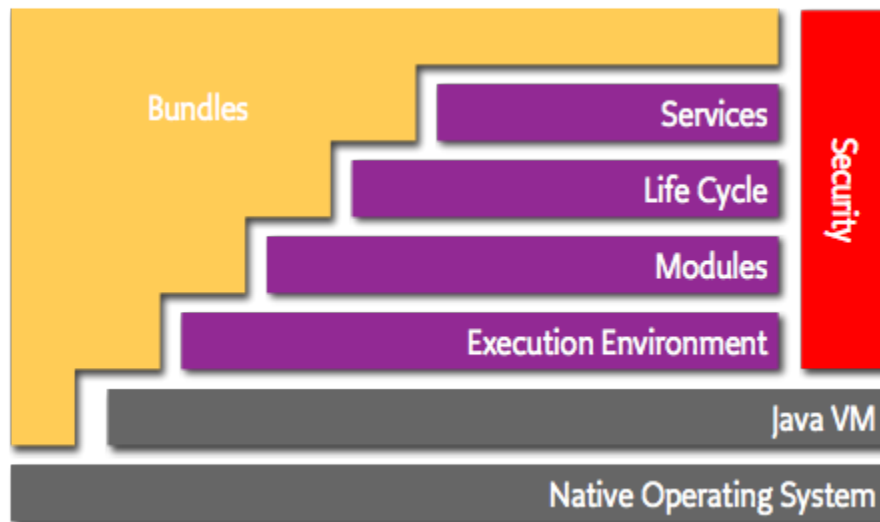 Bundles
Services
Life Cycle
Modules
Execution Environment
Java VM
Native Operating System
Security